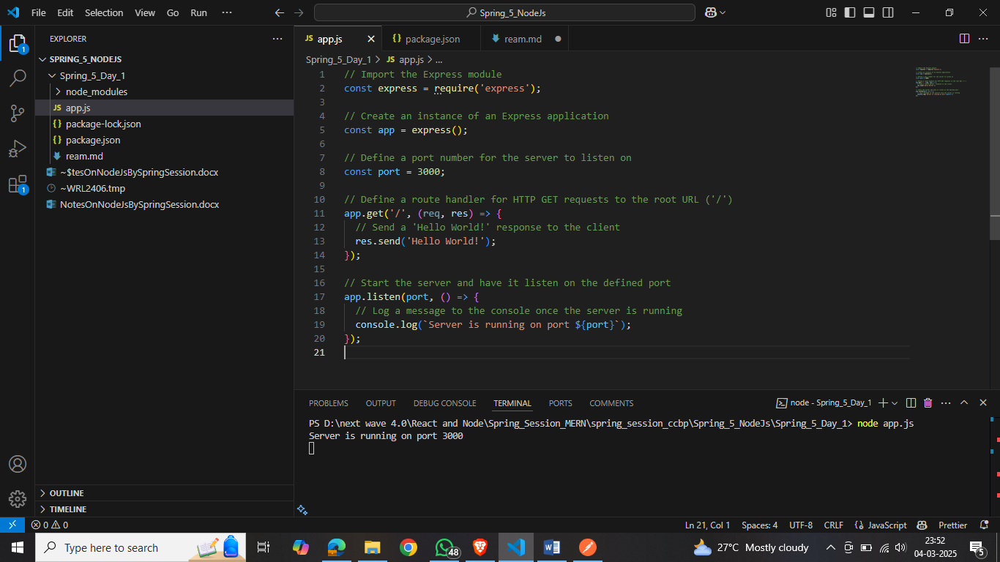 File Edit Selection View Go Run ···
Spring_5_NodeJs
EXPLORER
SPRING_5_NODEJS
Spring_5_Day_1
node_modules
JS app.js
{} package-lock.json
{} package.json
ream.md
~$tesOnNodeJsBySpringSession.docx
~WRL2406.tmp
NotesOnNodeJsBySpringSession.docx
OUTLINE
TIMELINE
1
1
JS app.js
{} package.json
ream.md
Spring_5_Day_1 > JS app.js > ...
1 // Import the Express module
2 const express = require('express');
3
4 // Create an instance of an Express application
5 const app = express();
6
7 // Define a port number for the server to listen on
8 const port = 3000;
9
10 // Define a route handler for HTTP GET requests to the root URL ('/')
11 app.get('/', (req, res) => {
12 // Send a 'Hello World!' response to the client
13 res.send('Hello World!');
14 });
15
16 // Start the server and have it listen on the defined port
17 app.listen(port, () => {
18 // Log a message to the console once the server is running
19 console.log(`Server is running on port ${port}`);
20 });
21
PROBLEMS OUTPUT DEBUG CONSOLE TERMINAL PORTS COMMENTS
node - Spring_5_Day_1
PS D:\next wave 4.0\React and Node\Spring_Session_MERN\spring_session_ccbp\Spring_5_NodeJs\Spring_5_Day_1> node app.js
Server is running on port 3000
0 0
Ln 21, Col 1 Spaces: 4 UTF-8 CRLF {} JavaScript Prettier
Type here to search
48
27°C Mostly cloudy
23:52
04-03-2025
5